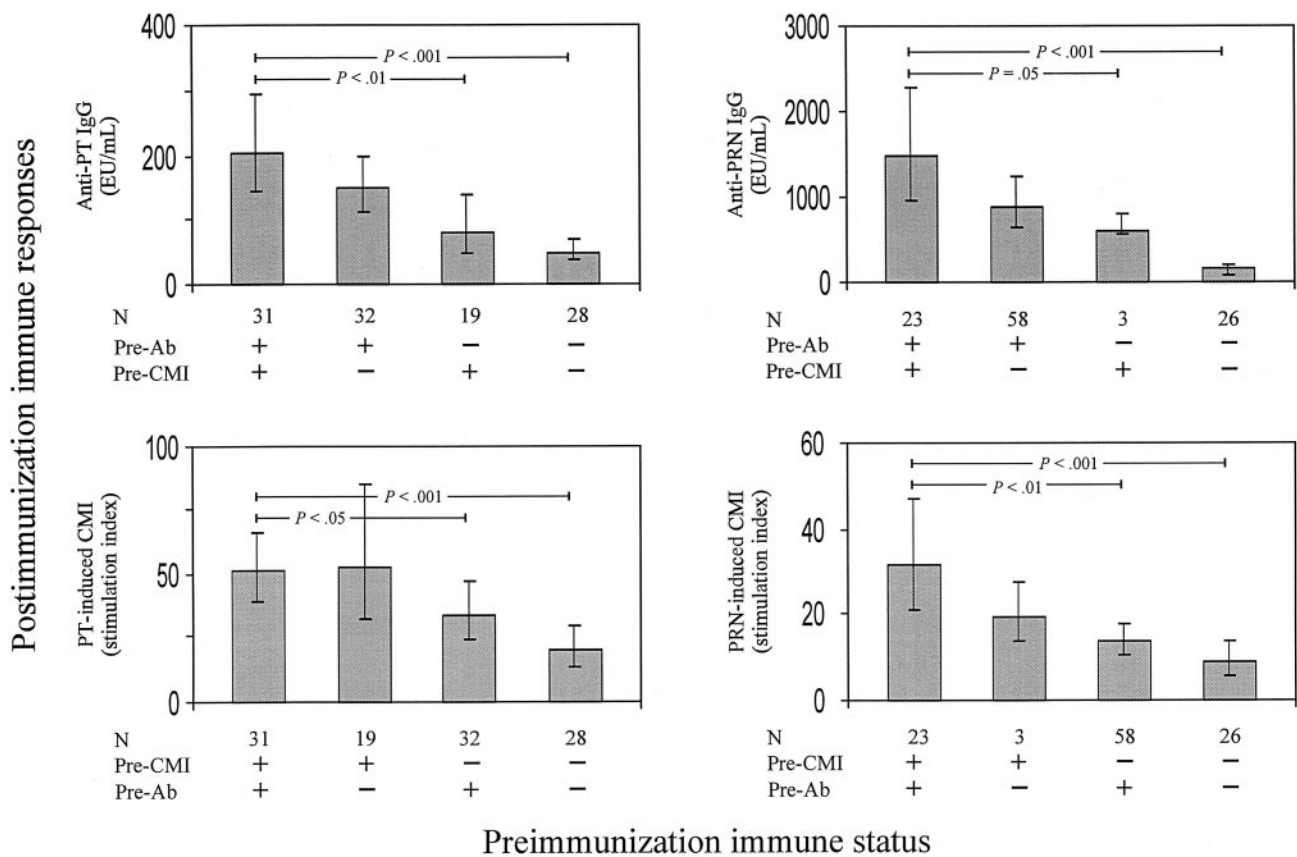 Postimmunization immune responses
Anti-PT IgG
(EU/mL)
400
200
0
P < .001
P < .01
N 31 32 19 28
Pre-Ab + + − −
Pre-CMI + − + −
Anti-PRN IgG
(EU/mL)
3000
2000
1000
0
P < .001
P = .05
N 23 58 3 26
Pre-Ab + + − −
Pre-CMI + − + −
PT-induced CMI
(stimulation index)
100
50
0
P < .001
P < .05
N 31 19 32 28
Pre-CMI + + − −
Pre-Ab + − + −
PRN-induced CMI
(stimulation index)
60
40
20
0
P < .001
P < .01
N 23 3 58 26
Pre-CMI + + − −
Pre-Ab + − + −
Preimmunization immune status